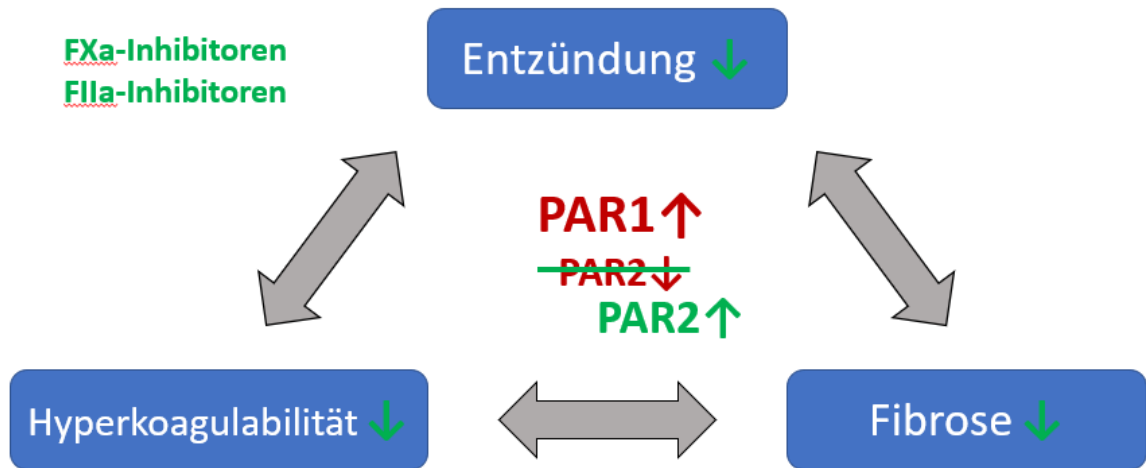 FXa-Inhibitoren
FIIa-Inhibitoren
Entzündung ↓
PAR1↑
PAR2↓
PAR2↑
Hyperkoagulabilität ↓
Fibrose ↓